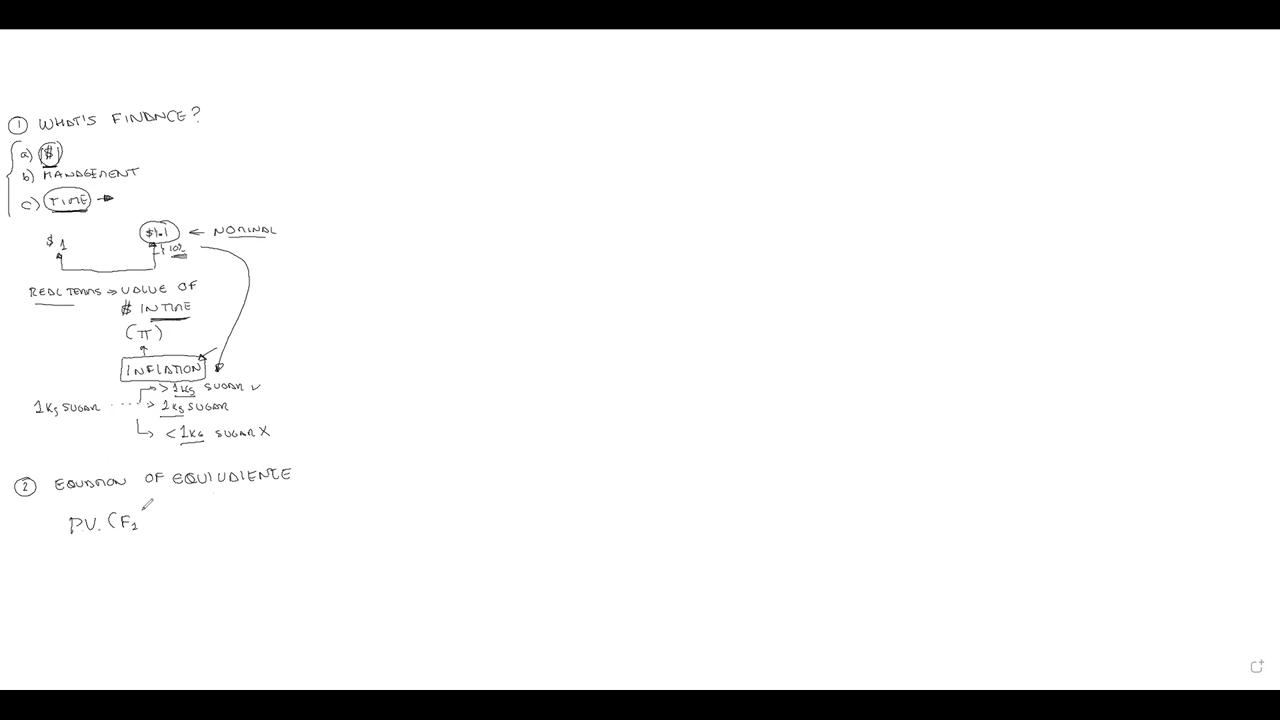 1 WHAT'S FINANCE?
a) $
b) MANAGEMENT
c) TIME →
$1.1 ← NOMINAL
$ 1
10%
REAL TERMS → VALUE OF
$ IN TIME
(π)
INFLATION
> 1KG SUGAR ✓
1KG SUGAR ···· > 1KG SUGAR
< 1KG SUGAR X
2 EQUATION OF EQUIVALENCE
P.V. (F1